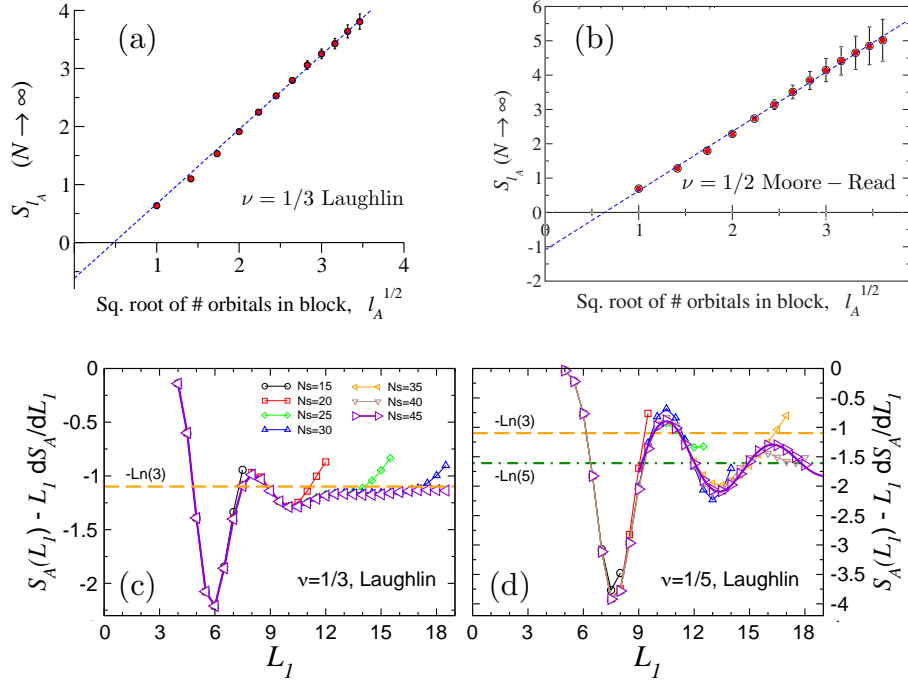 (a)
4
3
2
1
0
S_{l_A} (N → ∞)
ν = 1/3 Laughlin
1 2 3 4
Sq. root of # orbitals in block, l_A^{1/2}
(b)
6
5
4
3
2
1
0
-1
-2
S_{l_A} (N → ∞)
ν = 1/2 Moore − Read
0 1 2 3
Sq. root of # orbitals in block, l_A^{1/2}
0
-0.5
-1
-1.5
-2
S_A(L_1) - L_1 dS_A/dL_1
Ns=15
Ns=20
Ns=25
Ns=30
-Ln(3)
(c)
ν=1/3, Laughlin
0 3 6 9 12 15 18
L_1
Ns=35
Ns=40
Ns=45
-Ln(3)
-Ln(5)
(d)
ν=1/5, Laughlin
0 3 6 9 12 15 18
L_1
0
-0.5
-1
-1.5
-2
-2.5
-3
-3.5
-4
S_A(L_1) - L_1 dS_A/dL_1